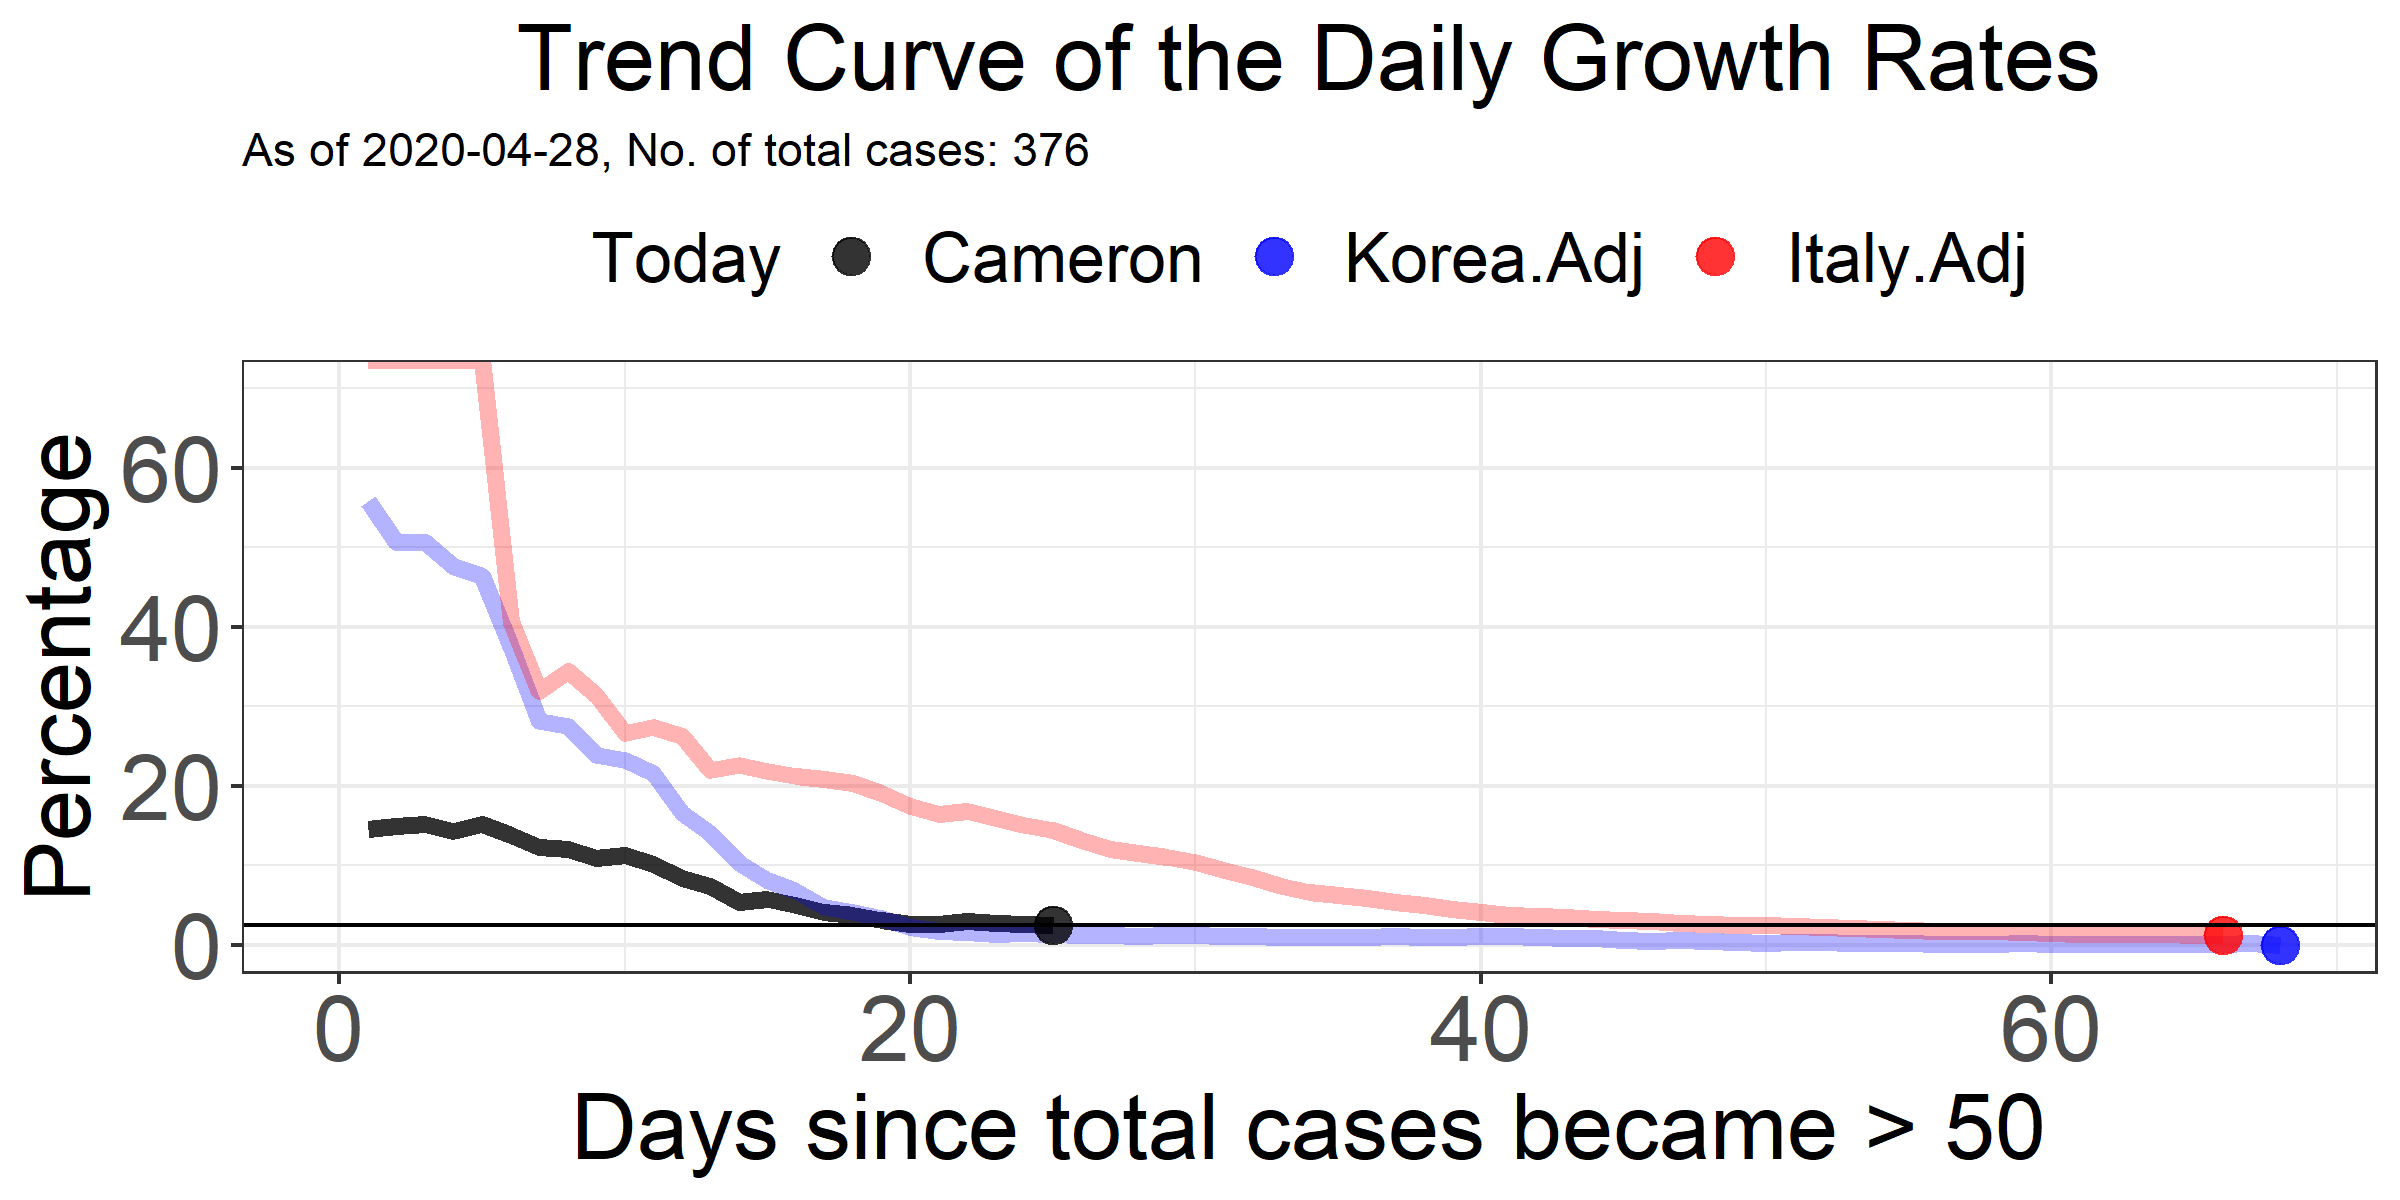 Trend Curve of the Daily Growth Rates
As of 2020-04-28, No. of total cases: 376
Today Cameron Korea.Adj Italy.Adj
Percentage
60
40
20
0
0 20 40 60
Days since total cases became > 50